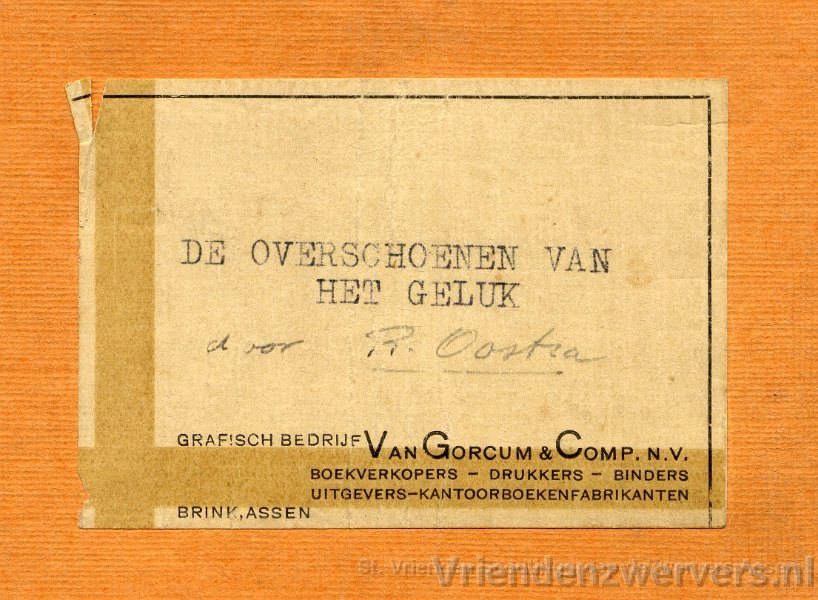 DE OVERSCHOENEN VAN
HET GELUK
door R. Oostra
GRAFISCH BEDRIJF VAN GORCUM & COMP. N.V.
BOEKVERKOPERS – DRUKKERS – BINDERS
UITGEVERS–KANTOORBOEKENFABRIKANTEN
BRINK, ASSEN
Vriendenzwervers.nl